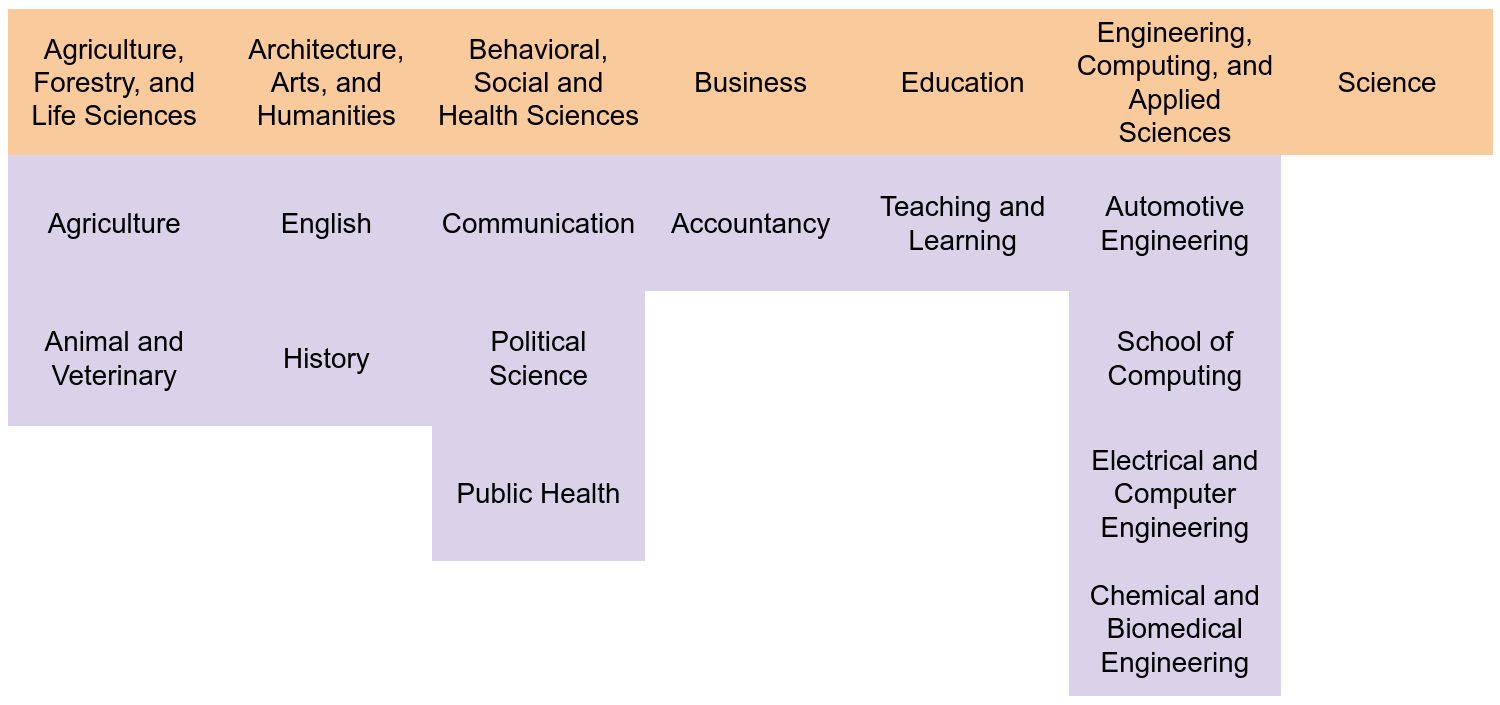 Agriculture,
Forestry, and
Life Sciences
Architecture,
Arts, and
Humanities
Behavioral,
Social and
Health Sciences
Business
Education
Engineering,
Computing, and
Applied
Sciences
Science
Agriculture
English
Communication
Accountancy
Teaching and
Learning
Automotive
Engineering
Animal and
Veterinary
History
Political
Science
School of
Computing
Public Health
Electrical and
Computer
Engineering
Chemical and
Biomedical
Engineering